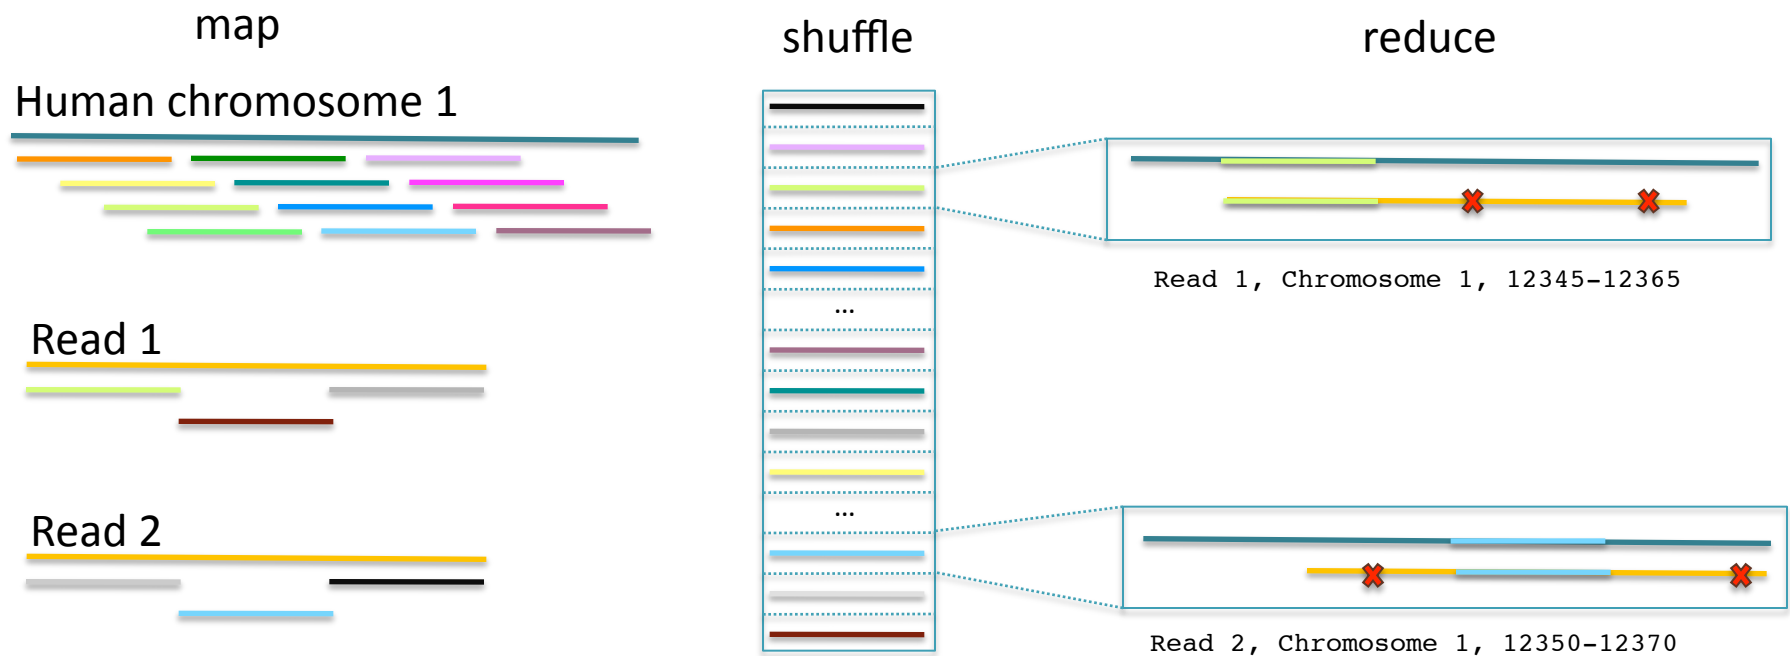 map
shuffle
reduce
Human chromosome 1
...
Read 1, Chromosome 1, 12345-12365
Read 1
Read 2
...
Read 2, Chromosome 1, 12350-12370